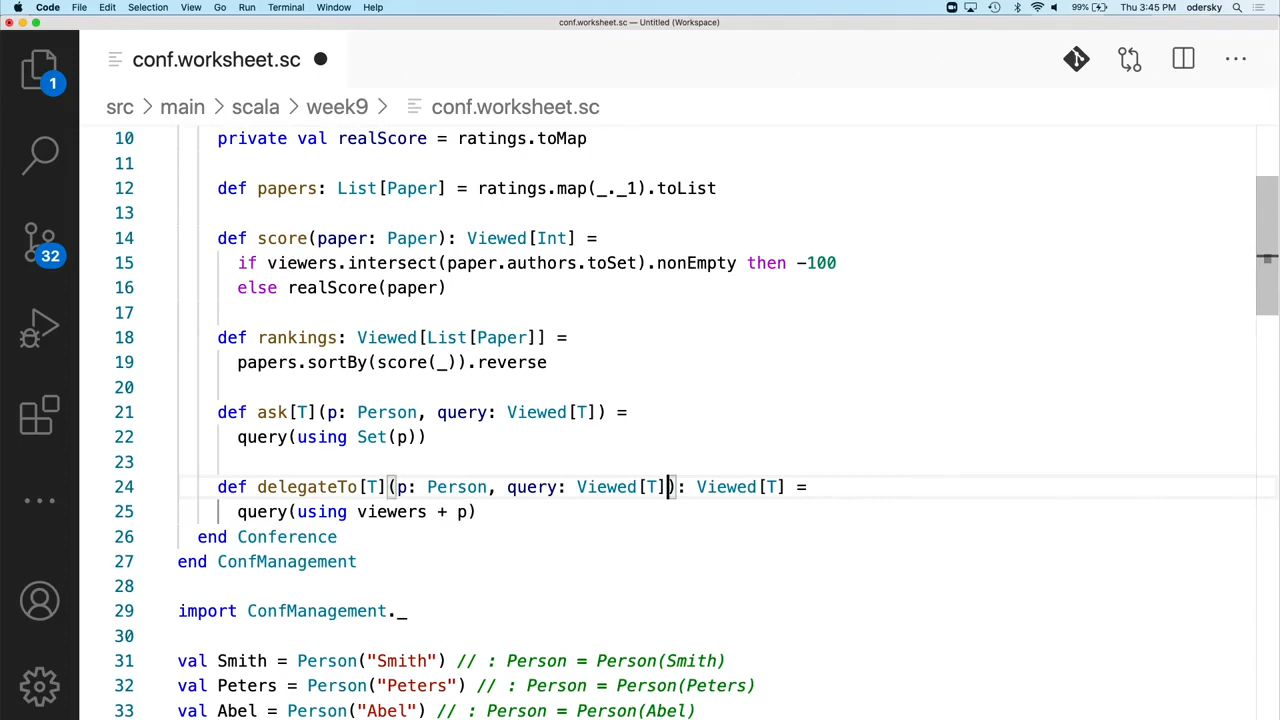 Code File Edit Selection View Go Run Terminal Window Help 99% Thu 3:45 PM odersky
conf.worksheet.sc — Untitled (Workspace)
conf.worksheet.sc
1
src > main > scala > week9 > conf.worksheet.sc
10 private val realScore = ratings.toMap
11
12 def papers: List[Paper] = ratings.map(_._1).toList
13
14 def score(paper: Paper): Viewed[Int] =
15 if viewers.intersect(paper.authors.toSet).nonEmpty then -100
32
16 else realScore(paper)
17
18 def rankings: Viewed[List[Paper]] =
19 papers.sortBy(score(_)).reverse
20
21 def ask[T](p: Person, query: Viewed[T]) =
22 query(using Set(p))
23
24 def delegateTo[T](p: Person, query: Viewed[T]): Viewed[T] =
25 query(using viewers + p)
26 end Conference
27 end ConfManagement
28
29 import ConfManagement._
30
31 val Smith = Person("Smith") // : Person = Person(Smith)
32 val Peters = Person("Peters") // : Person = Person(Peters)
33 val Abel = Person("Abel") // : Person = Person(Abel)